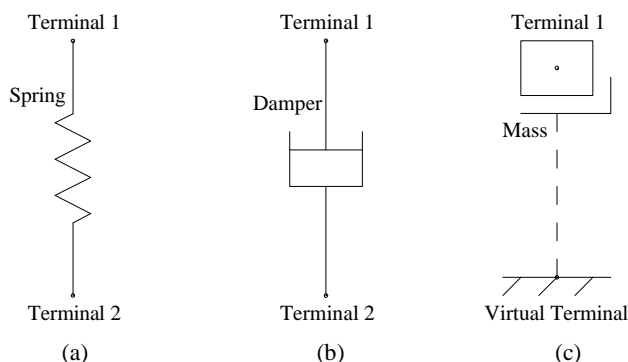 Terminal 1
Terminal 1
Terminal 1
Spring
Damper
Mass
Terminal 2
Terminal 2
Virtual Terminal
(a)
(b)
(c)